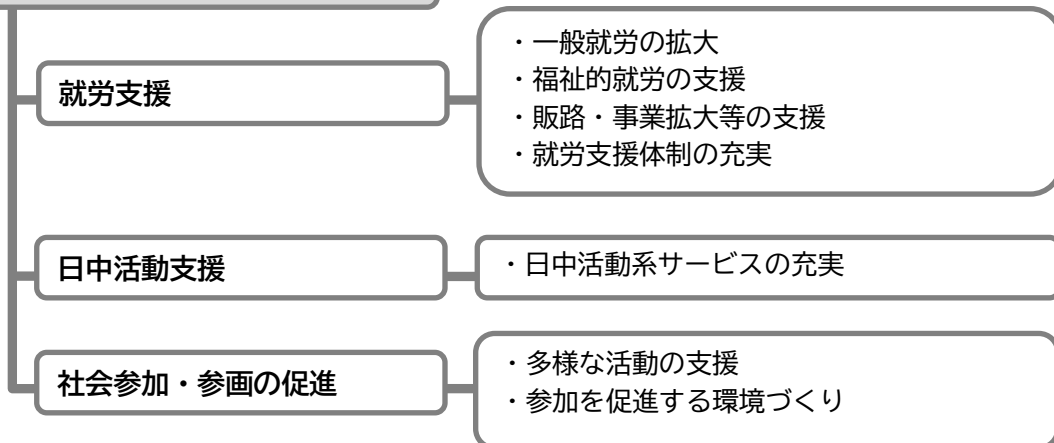 就労支援
・一般就労の拡大
・福祉的就労の支援
・販路・事業拡大等の支援
・就労支援体制の充実
日中活動支援
・日中活動系サービスの充実
社会参加・参画の促進
・多様な活動の支援
・参加を促進する環境づくり